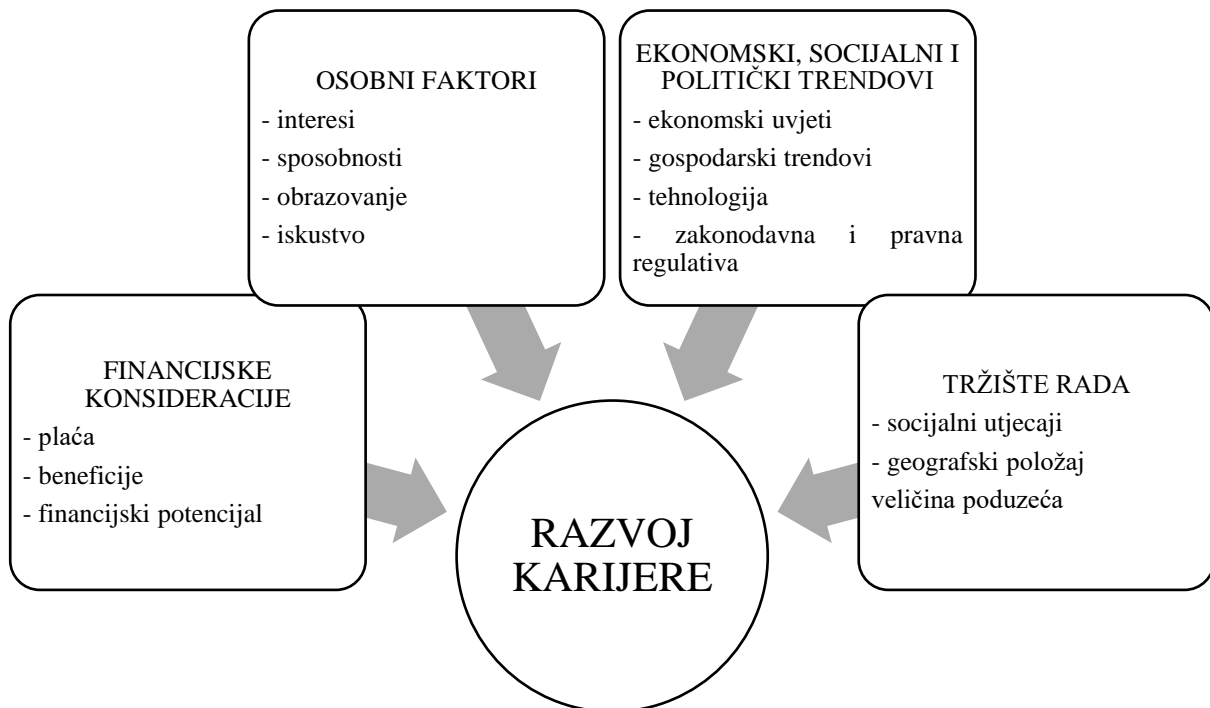 OSOBNI FAKTORI
- interesi
- sposobnosti
- obrazovanje
- iskustvo
EKONOMSKI, SOCIJALNI I
POLITIČKI TRENDOVI
- ekonomski uvjeti
- gospodarski trendovi
- tehnologija
- zakonodavna i pravna
regulativa
FINANCIJSKE
KONSIDERACIJE
- plaća
- beneficije
- financijski potencijal
TRŽIŠTE RADA
- socijalni utjecaji
- geografski položaj
veličina poduzeća
RAZVOJ
KARIJERE